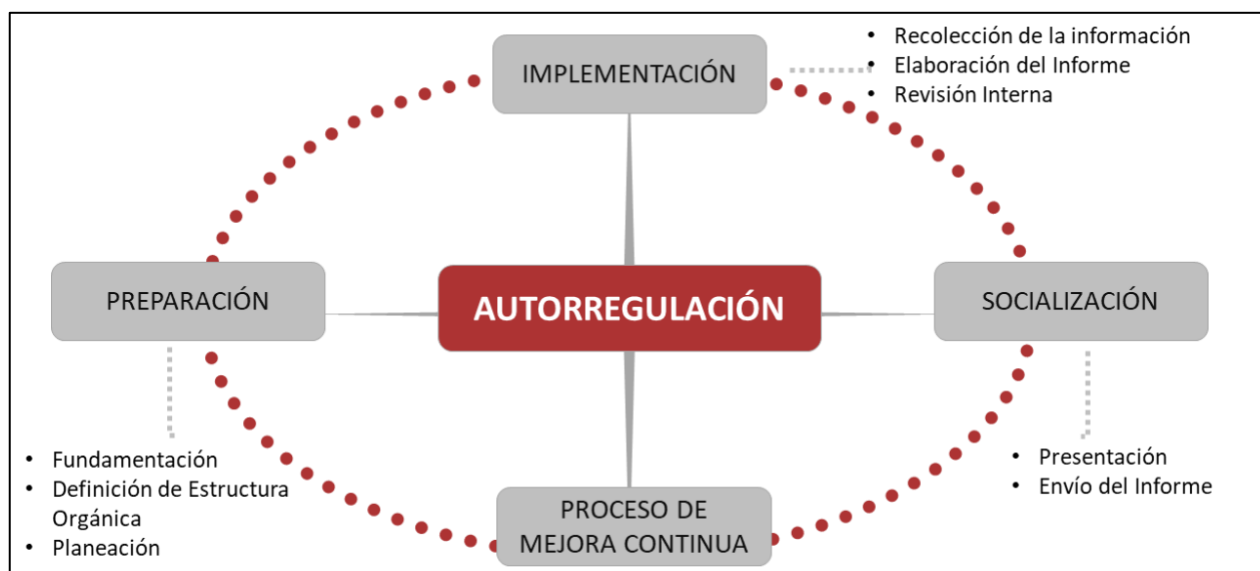 IMPLEMENTACIÓN
• Recolección de la información
• Elaboración del Informe
• Revisión Interna
PREPARACIÓN
AUTORREGULACIÓN
SOCIALIZACIÓN
• Fundamentación
• Definición de Estructura
Orgánica
• Planeación
PROCESO DE
MEJORA CONTINUA
• Presentación
• Envío del Informe